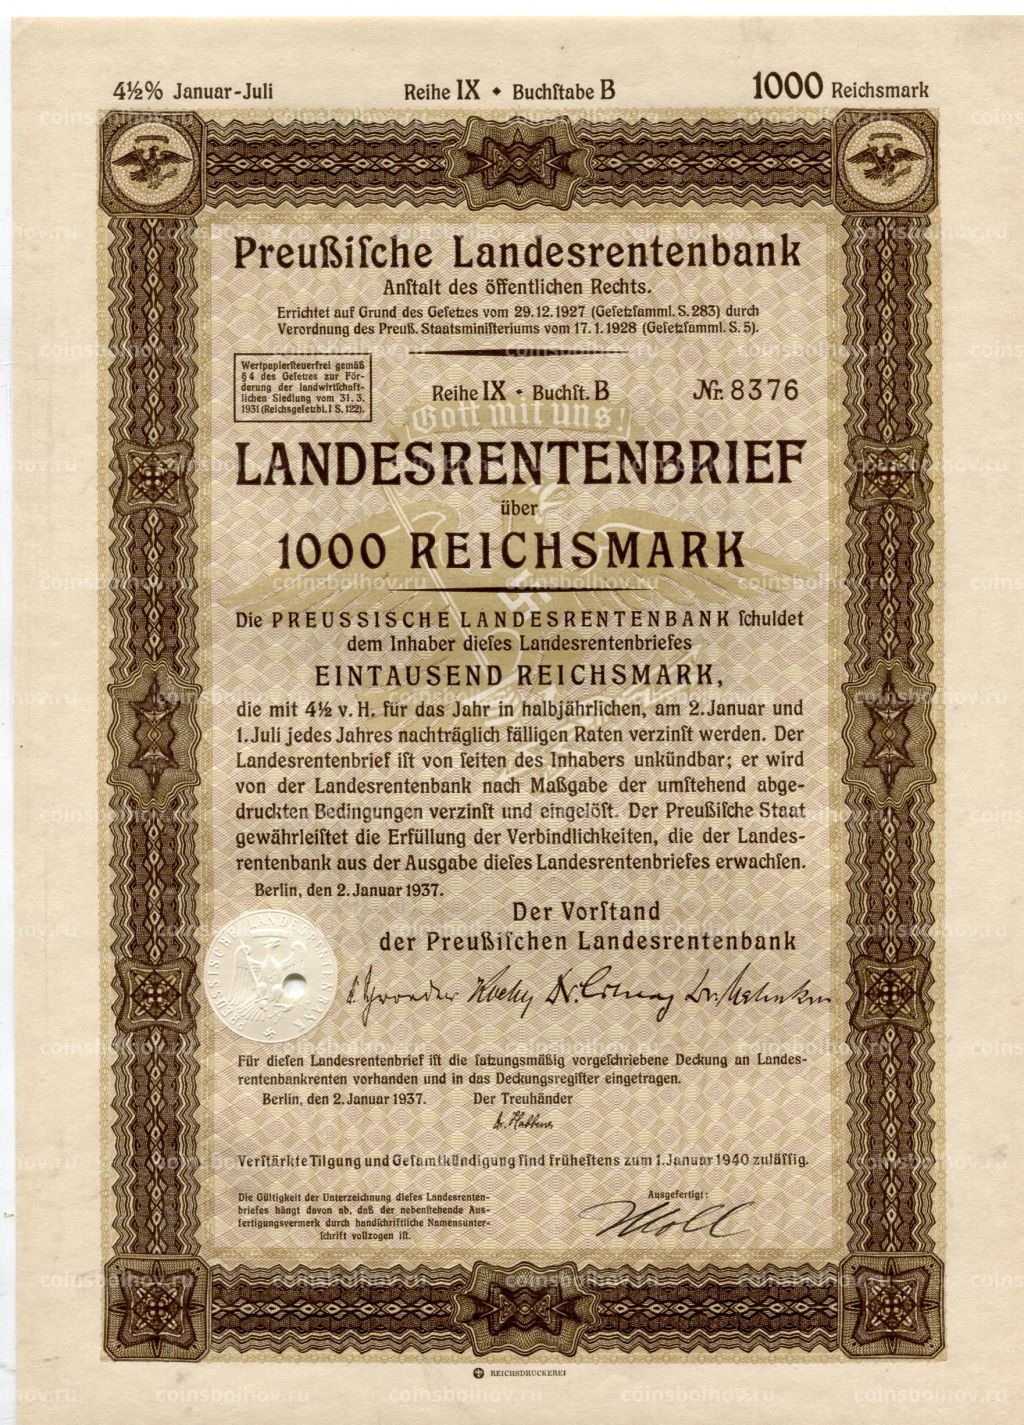 4½% Januar-Juli Reihe IX • Buchſtabe B 1000 Reichsmark
Preußiſche Landesrentenbank
Anſtalt des öffentlichen Rechts.
Errichtet auf Grund des Geſetzes vom 29.12.1927 (Geſetzſamml. S. 283) durch
Verordnung des Preuß. Staatsminiſteriums vom 17.1.1928 (Geſetzſamml. S. 5).
Wertpapierſteuerfrei gemäß
§ 4 des Geſetzes zur För-
derung der landwirtſchaft-
lichen Siedlung vom 31. 3.
1931 (Reichsgeſetzbl. I S. 122).
Reihe IX • Buchſt. B Nr. 8376
Gott mit uns!
LANDESRENTENBRIEF
über
1000 REICHSMARK
Die PREUSSISCHE LANDESRENTENBANK ſchuldet
dem Inhaber dieſes Landesrentenbriefes
EINTAUSEND REICHSMARK,
die mit 4½ v. H. für das Jahr in halbjährlichen, am 2. Januar und
1. Juli jedes Jahres nachträglich fälligen Raten verzinſt werden. Der
Landesrentenbrief iſt von ſeiten des Inhabers unkündbar; er wird
von der Landesrentenbank nach Maßgabe der umſtehend abge-
druckten Bedingungen verzinſt und eingelöſt. Der Preußiſche Staat
gewährleiſtet die Erfüllung der Verbindlichkeiten, die der Landes-
rentenbank aus der Ausgabe dieſes Landesrentenbriefes erwachſen.
Berlin, den 2. Januar 1937.
Der Vorſtand
der Preußiſchen Landesrentenbank
PREUSSISCHE LANDESRENTENBANK
Für dieſen Landesrentenbrief iſt die ſatzungsmäßig vorgeſchriebene Deckung an Landes-
rentenbankrenten vorhanden und in das Deckungsregiſter eingetragen.
Berlin, den 2. Januar 1937. Der Treuhänder
Verſtärkte Tilgung und Geſamtkündigung ſind früheſtens zum 1. Januar 1940 zuläſſig.
Die Gültigkeit der Unterzeichnung dieſes Landesrenten-
briefes hängt davon ab, daß der nebenſtehende Aus-
fertigungsvermerk durch handſchriftliche Namensunter-
ſchrift vollzogen iſt.
Ausgefertigt:
REICHSDRUCKEREI
coinsbolhov.ru